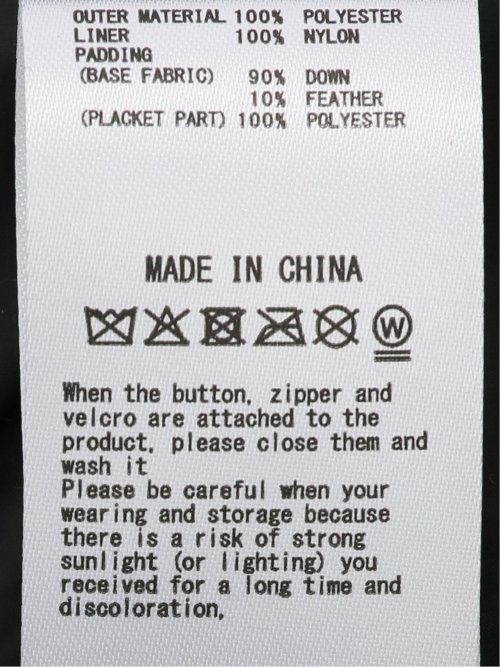 OUTER MATERIAL 100% POLYESTER
LINER 100% NYLON
PADDING
(BASE FABRIC) 90% DOWN
10% FEATHER
(PLACKET PART) 100% POLYESTER
MADE IN CHINA
W
When the button, zipper and
velcro are attached to the
product, please close them and
wash it
Please be careful when your
wearing and storage because
there is a risk of strong
sunlight (or lighting) you
received for a long time and
discoloration,